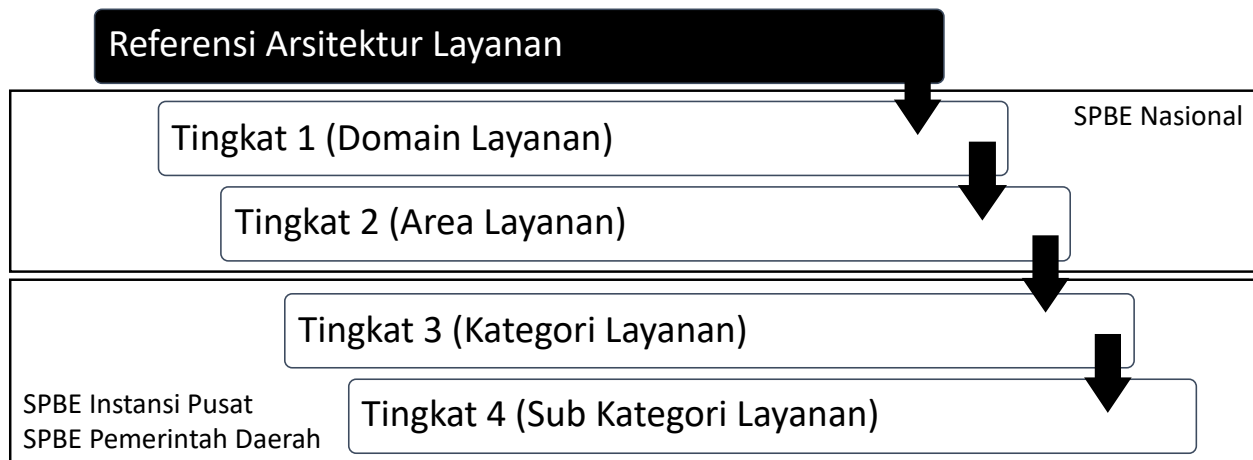 Referensi Arsitektur Layanan
SPBE Nasional
Tingkat 1 (Domain Layanan)
Tingkat 2 (Area Layanan)
Tingkat 3 (Kategori Layanan)
SPBE Instansi Pusat
SPBE Pemerintah Daerah
Tingkat 4 (Sub Kategori Layanan)